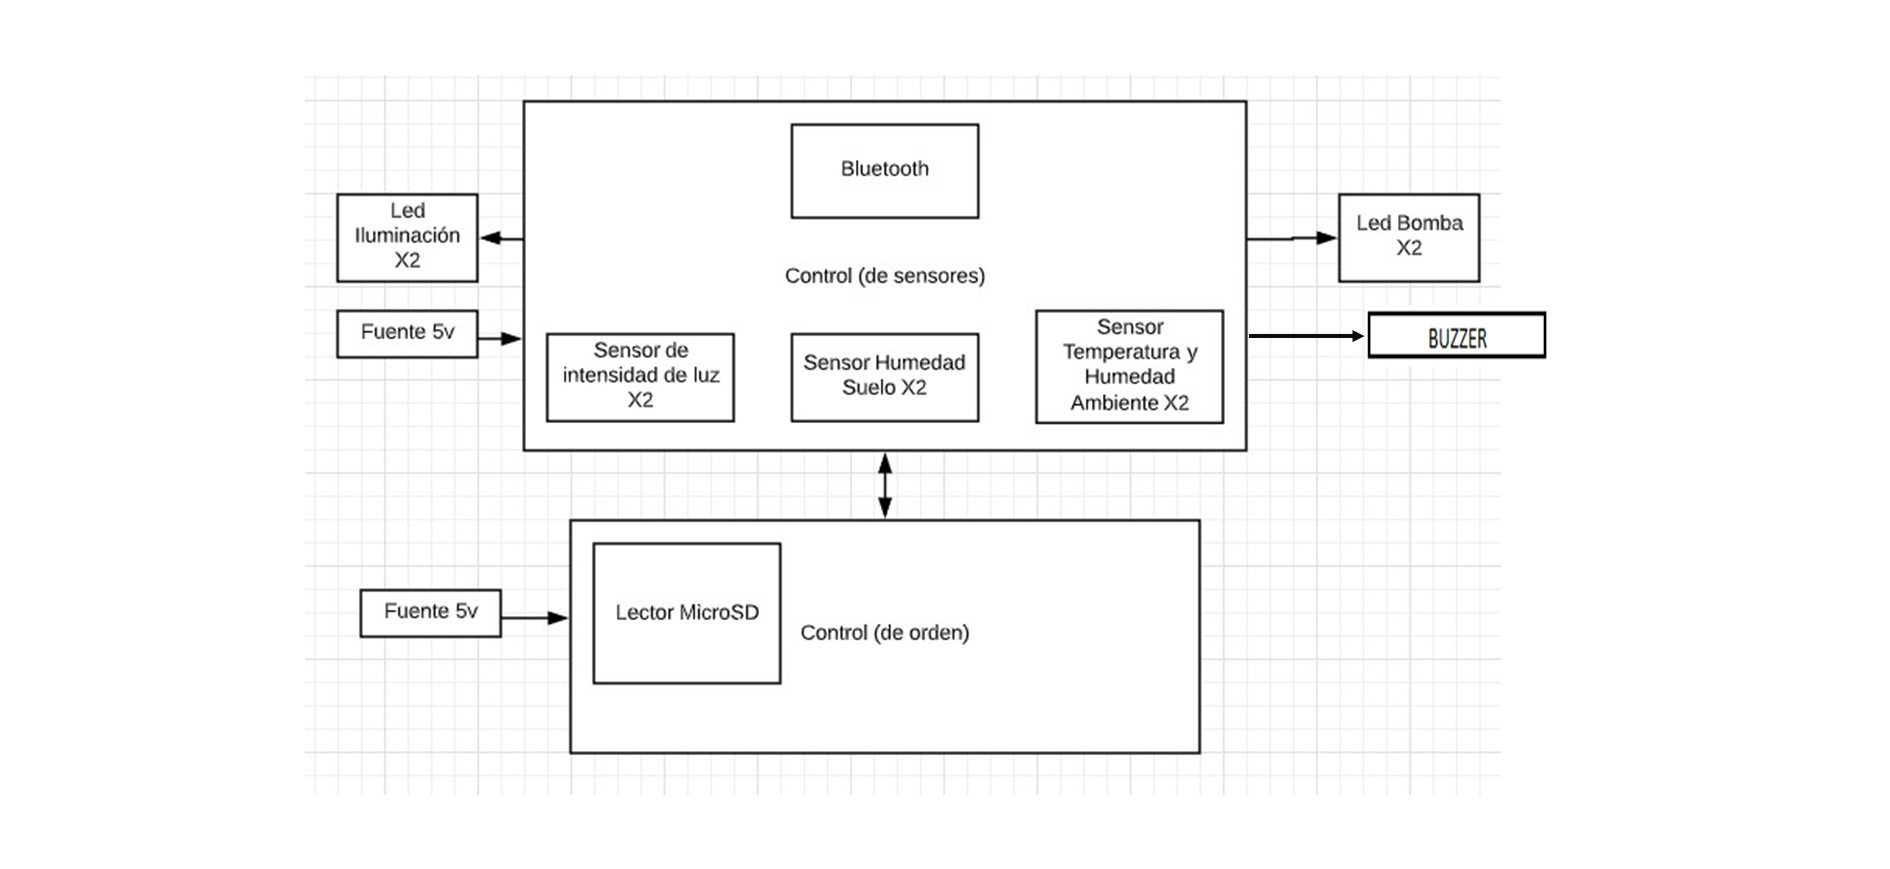 Bluetooth
Led
Iluminación
X2
Led Bomba
X2
Control (de sensores)
Fuente 5v
Sensor de
intensidad de luz
X2
Sensor Humedad
Suelo X2
Sensor
Temperatura y
Humedad
Ambiente X2
BUZZER
Fuente 5v
Lector MicroSD
Control (de orden)